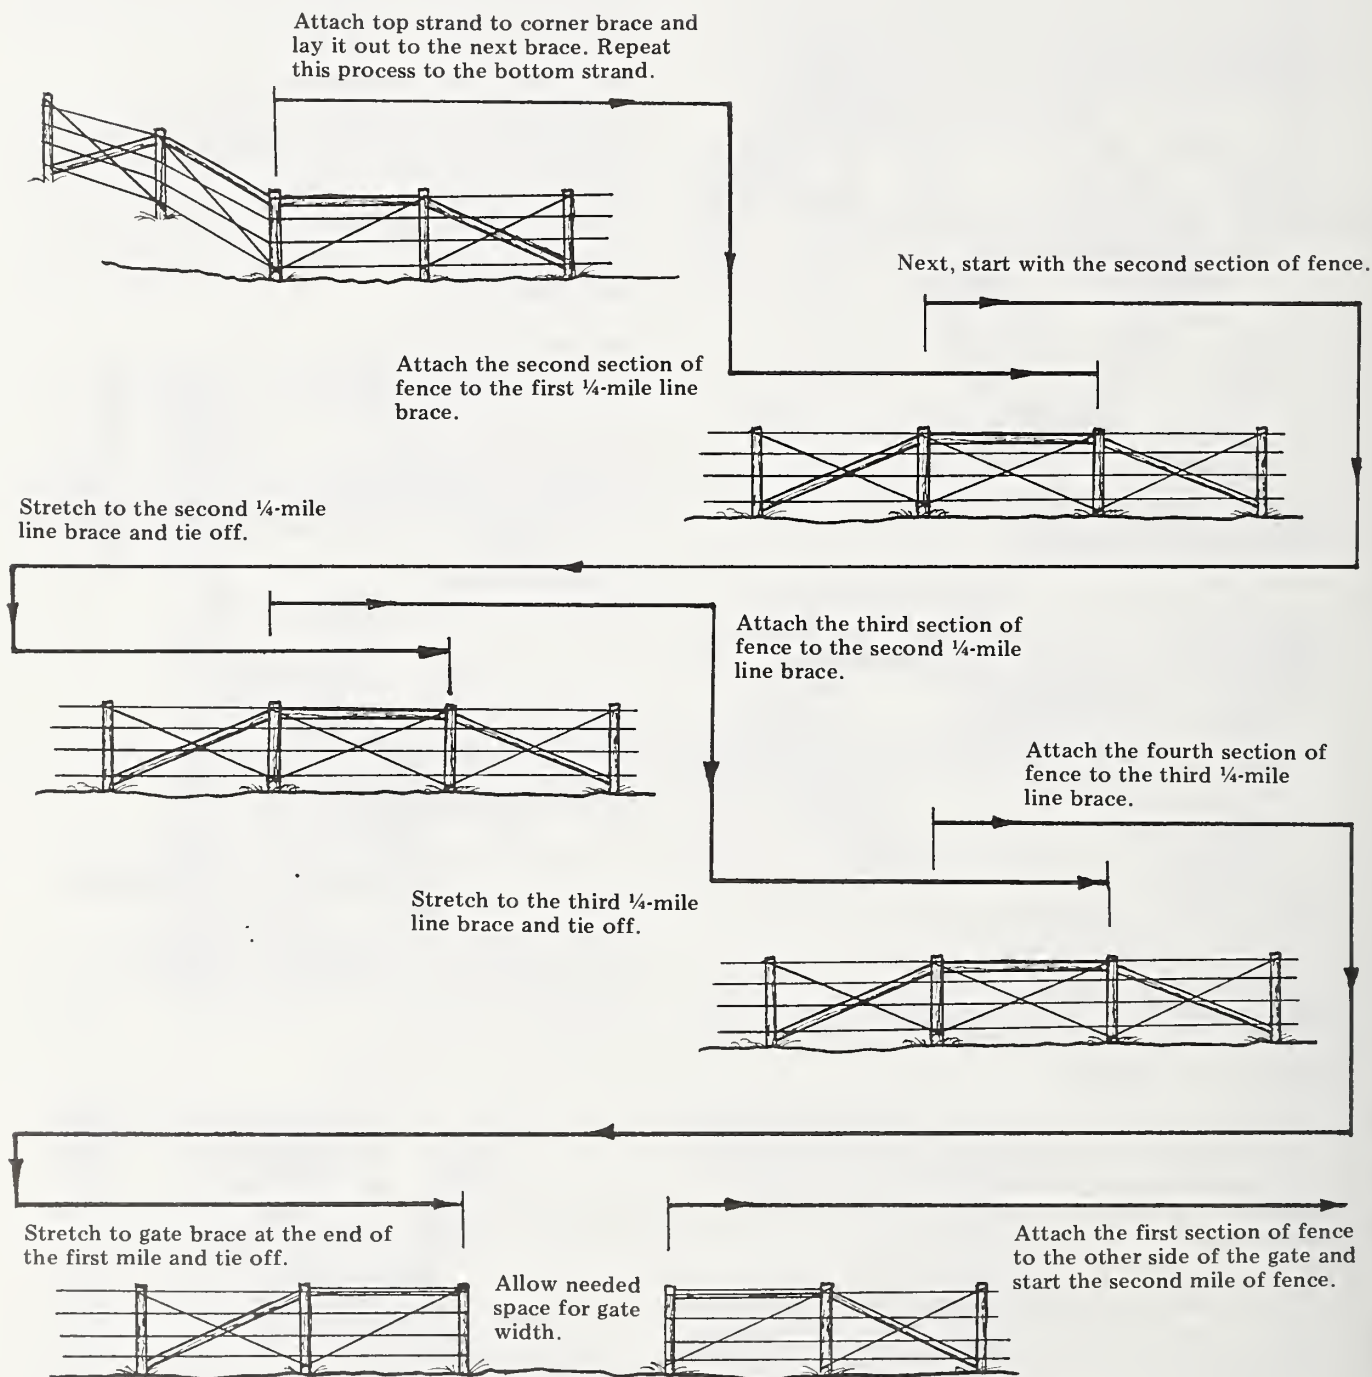 Attach top strand to corner brace and
lay it out to the next brace. Repeat
this process to the bottom strand.
Next, start with the second section of fence.
Attach the second section of
fence to the first ¼-mile line
brace.
Stretch to the second ¼-mile
line brace and tie off.
Attach the third section of
fence to the second ¼-mile
line brace.
Attach the fourth section of
fence to the third ¼-mile
line brace.
Stretch to the third ¼-mile
line brace and tie off.
Stretch to gate brace at the end of
the first mile and tie off.
Allow needed
space for gate
width.
Attach the first section of fence
to the other side of the gate and
start the second mile of fence.